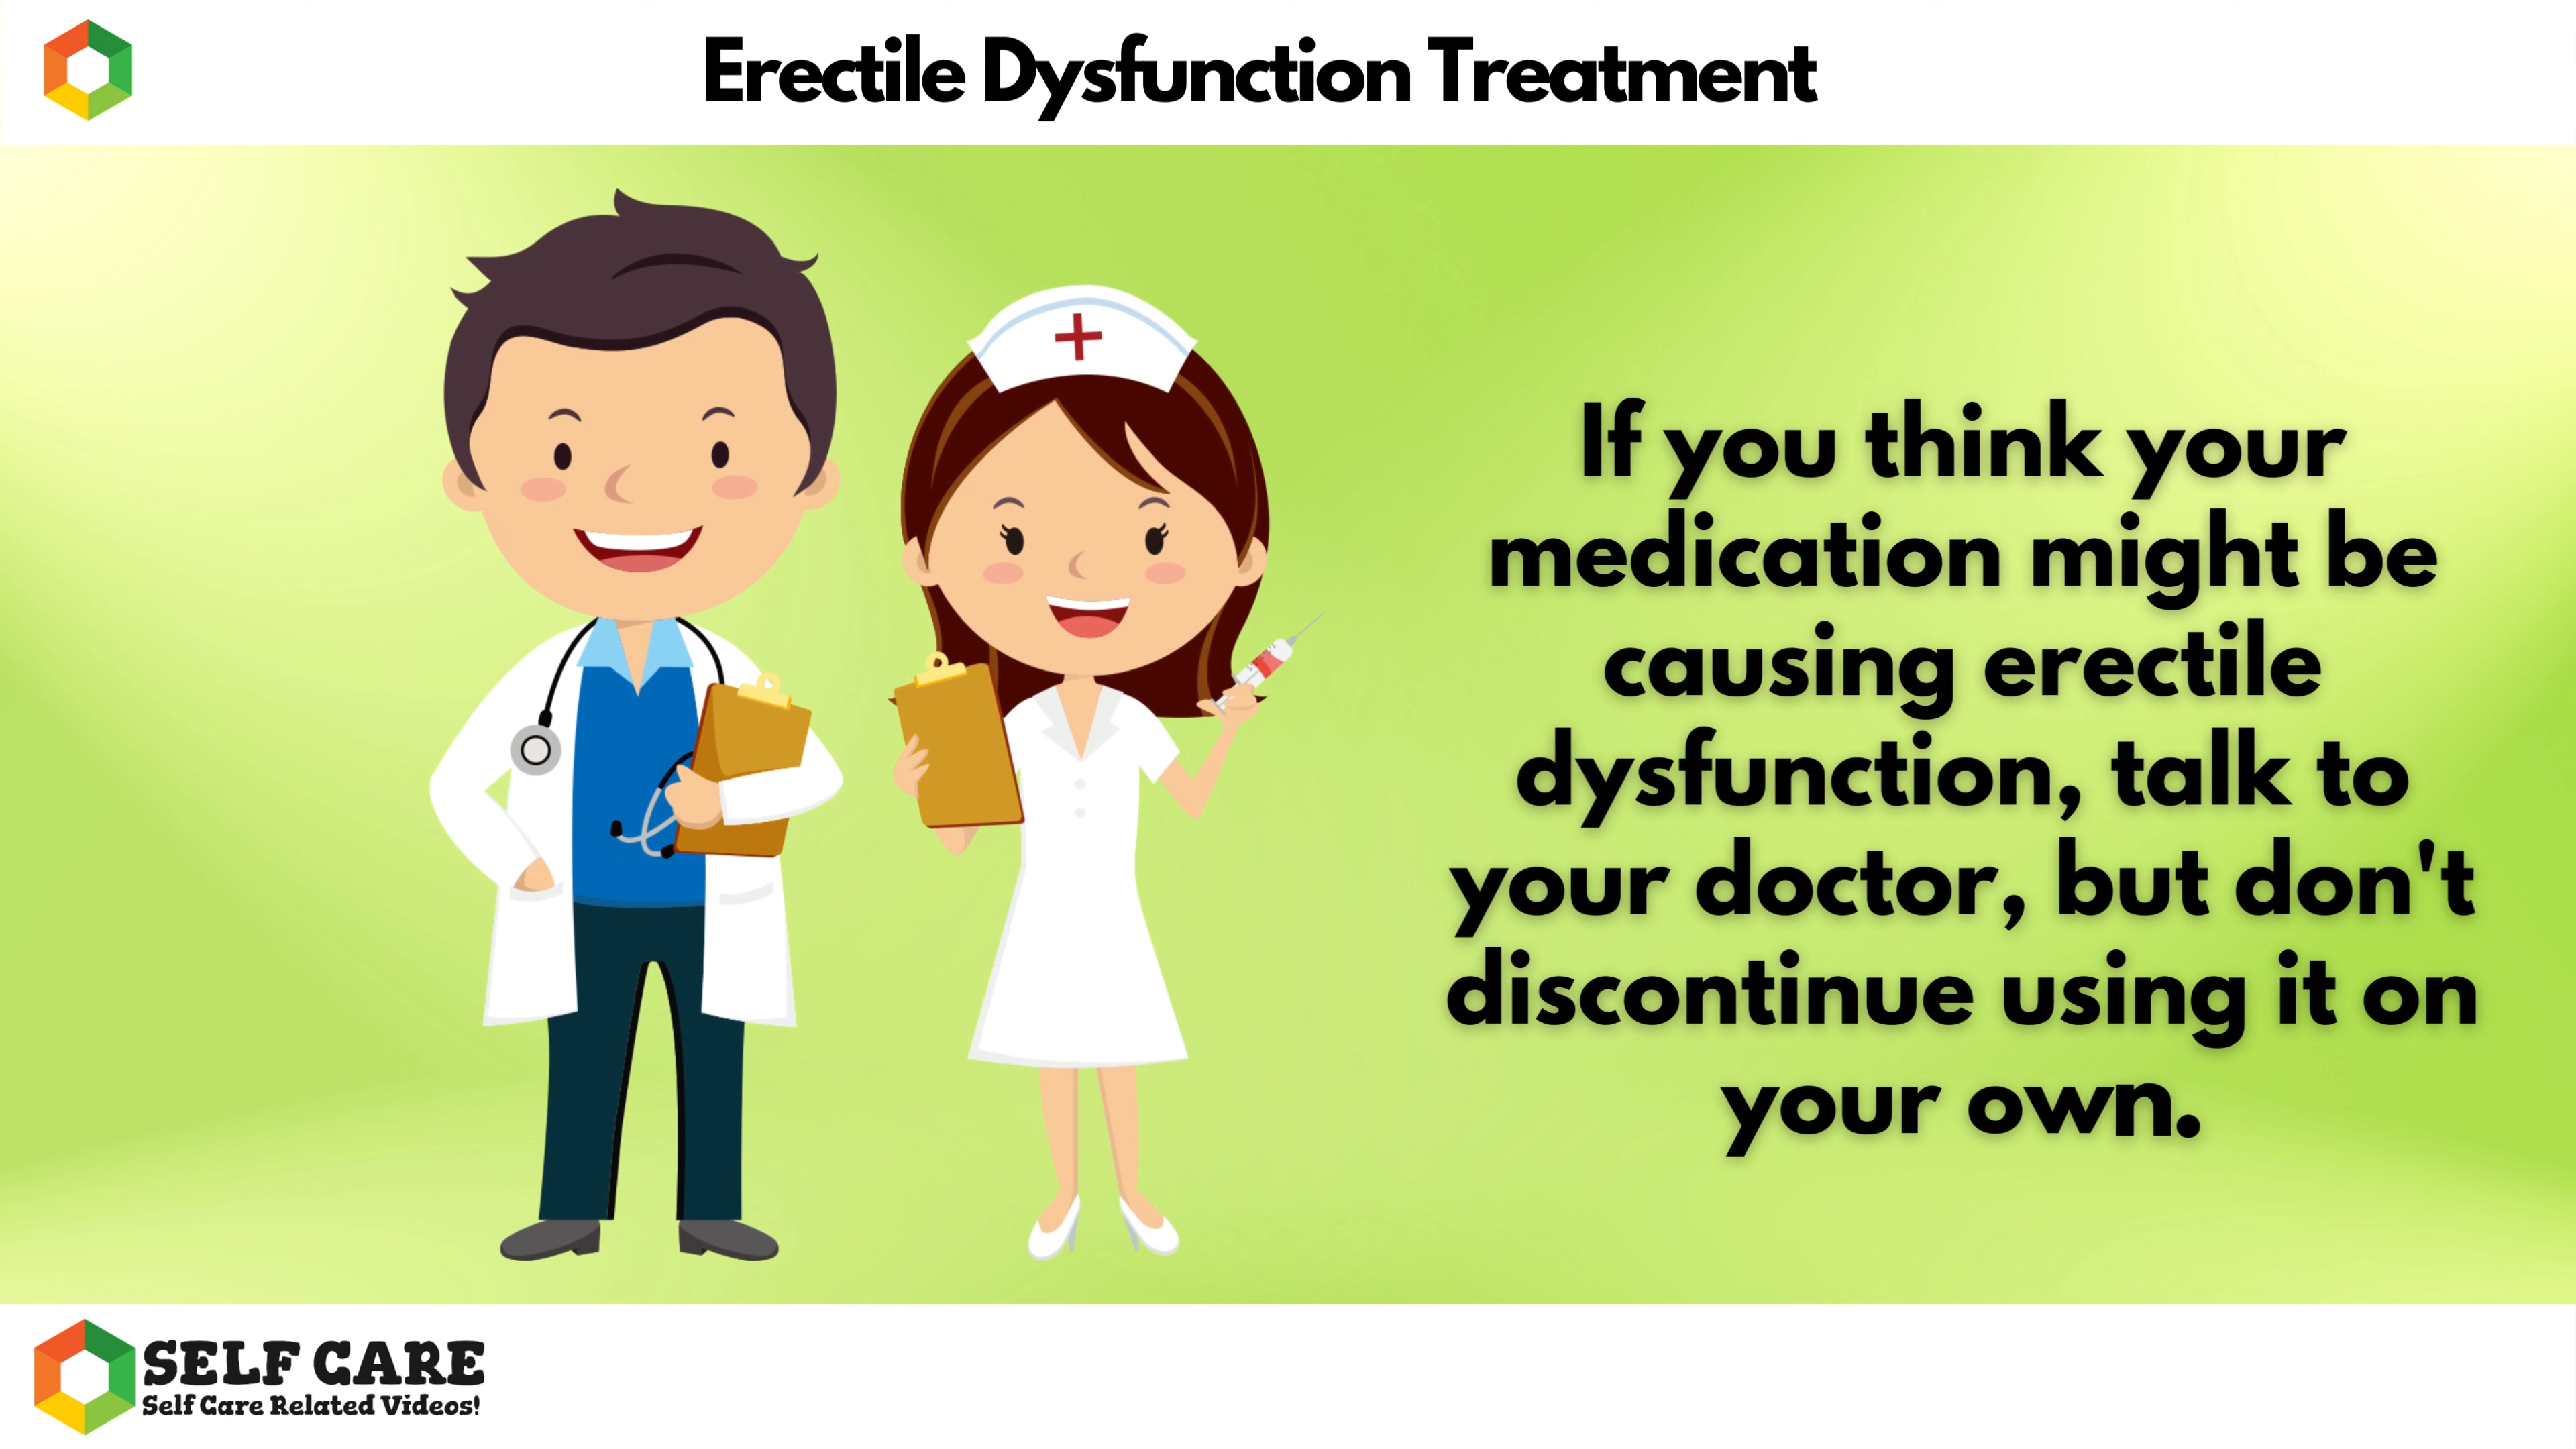 Erectile Dysfunction Treatment
If you think your
medication might be
causing erectile
dysfunction, talk to
your doctor, but don't
discontinue using it on
your own.
SELF CARE
Self Care Related Videos!